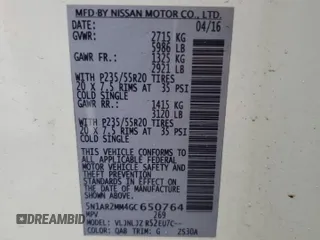 MFD BY NISSAN MOTOR CO., LTD.
04/16
GVWR: 2715 KG
5986 LB
GAWR FR.: 1325 KG
2921 LB
WITH P235/55R20 TIRES
20 X 7.5 RIMS AT 35 PSI
COLD SINGLE
GAWR RR.: 1415 KG
3120 LB
WITH P235/55R20 TIRES
20 X 7.5 RIMS AT 35 PSI
COLD SINGLE
THIS VEHICLE CONFORMS TO ALL
APPLICABLE FEDERAL MOTOR
VEHICLE SAFETY AND THEFT
PREVENTION STANDARDS IN
EFFECT ON THE DATE OF
MANUFACTURE SHOWN ABOVE.
5N1AR2MM4GC650764
MPV 269
MODEL: VLJNLJZ R52EU7C--
COLOR: QAB TRIM: G 253DA